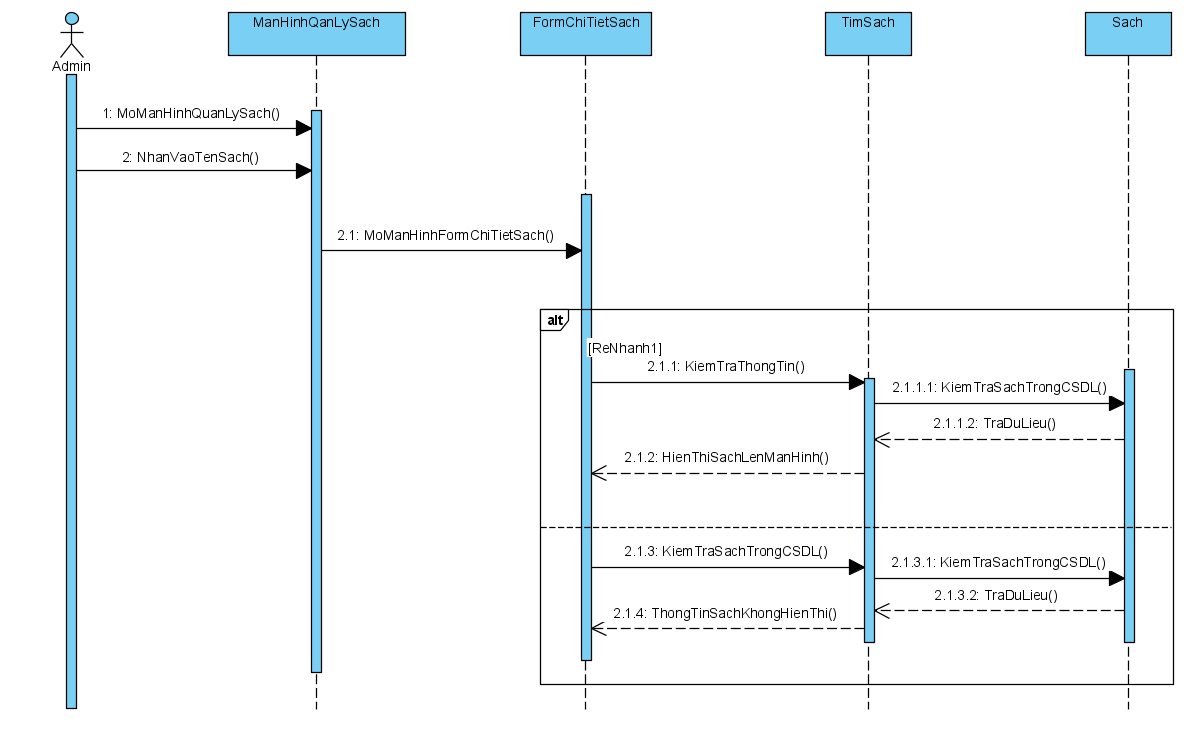 ManHinhQanLySach
FormChiTietSach
TimSach
Sach
Admin
1: MoManHinhQuanLySach()
2: NhanVaoTenSach()
2.1: MoManHinhFormChiTietSach()
alt
[ReNhanh1]
2.1.1: KiemTraThongTin()
2.1.1.1: KiemTraSachTrongCSDL()
2.1.1.2: TraDuLieu()
2.1.2: HienThiSachLenManHinh()
2.1.3: KiemTraSachTrongCSDL()
2.1.3.1: KiemTraSachTrongCSDL()
2.1.3.2: TraDuLieu()
2.1.4: ThongTinSachKhongHienThi()